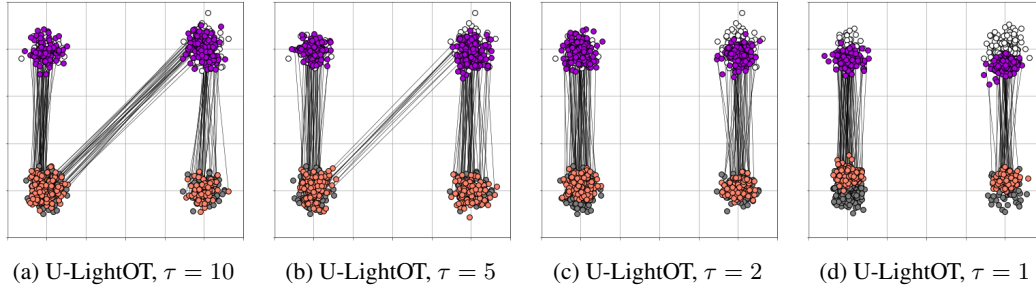 (a) U-LightOT, τ = 10
(b) U-LightOT, τ = 5
(c) U-LightOT, τ = 2
(d) U-LightOT, τ = 1